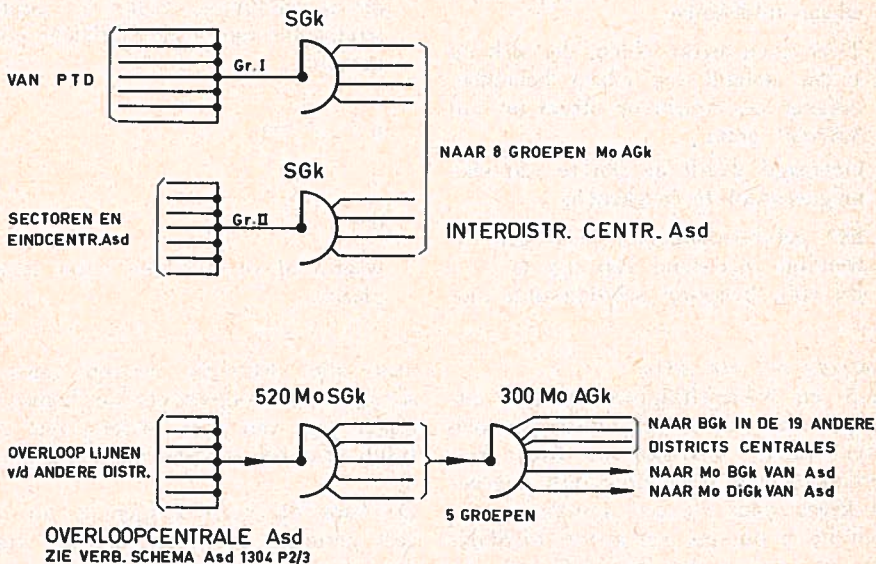 SGk
VAN PTD
Gr. I
NAAR 8 GROEPEN Mo AGk
SGk
SECTOREN EN
EINDCENTR.Asd
Gr. II
INTERDISTR. CENTR. Asd
520 Mo SGk
300 Mo AGk
OVERLOOP LIJNEN
v/d ANDERE DISTR.
NAAR BGk IN DE 19 ANDERE
DISTRICTS CENTRALES
NAAR Mo BGk VAN Asd
NAAR Mo DiGk VAN Asd
5 GROEPEN
OVERLOOPCENTRALE Asd
ZIE VERB. SCHEMA Asd 1304 P2/3